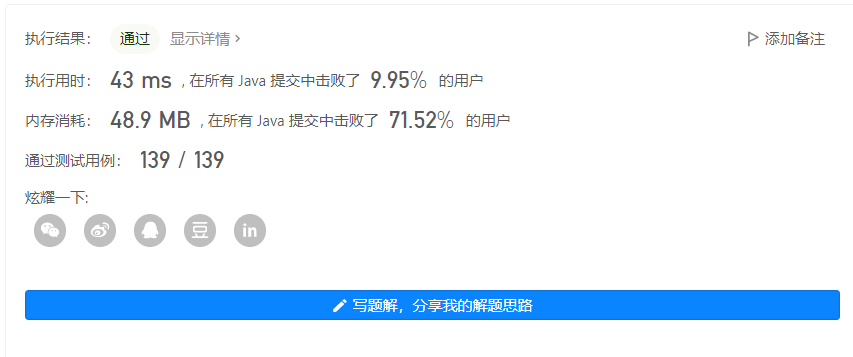 执行结果： 通过 显示详情 > 添加备注
执行用时： 43 ms , 在所有 Java 提交中击败了 9.95% 的用户
内存消耗： 48.9 MB , 在所有 Java 提交中击败了 71.52% 的用户
通过测试用例： 139 / 139
炫耀一下:
豆 in
写题解，分享我的解题思路